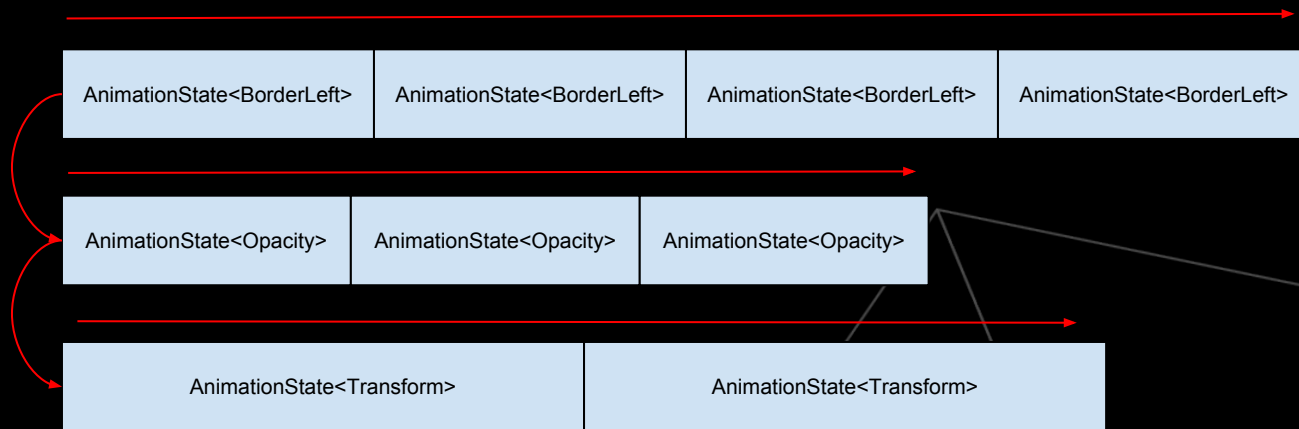 AnimationState<BorderLeft> AnimationState<BorderLeft> AnimationState<BorderLeft> AnimationState<BorderLeft>
AnimationState<Opacity> AnimationState<Opacity> AnimationState<Opacity>
AnimationState<Transform> AnimationState<Transform>